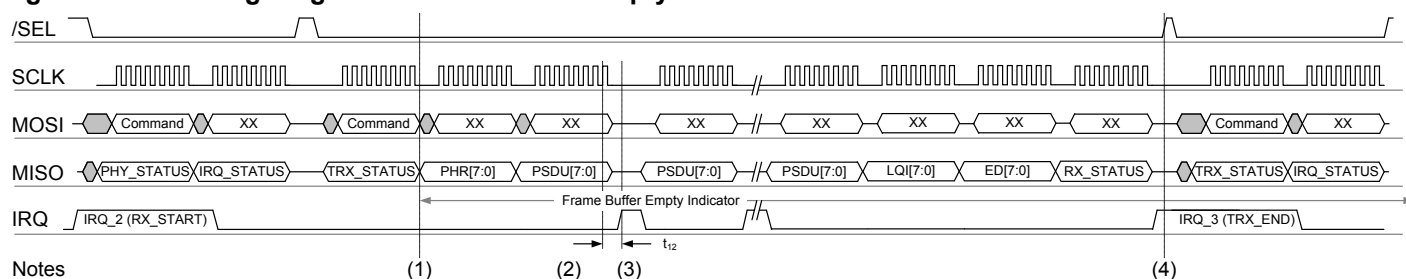 /SEL
SCLK
MOSI Command XX Command XX XX XX XX XX XX XX Command XX
MISO PHY_STATUS IRQ_STATUS TRX_STATUS PHR[7:0] PSDU[7:0] PSDU[7:0] PSDU[7:0] LQI[7:0] ED[7:0] RX_STATUS TRX_STATUS IRQ_STATUS
Frame Buffer Empty Indicator
IRQ IRQ_2 (RX_START) IRQ_3 (TRX_END)
t12
Notes (1) (2) (3) (4)